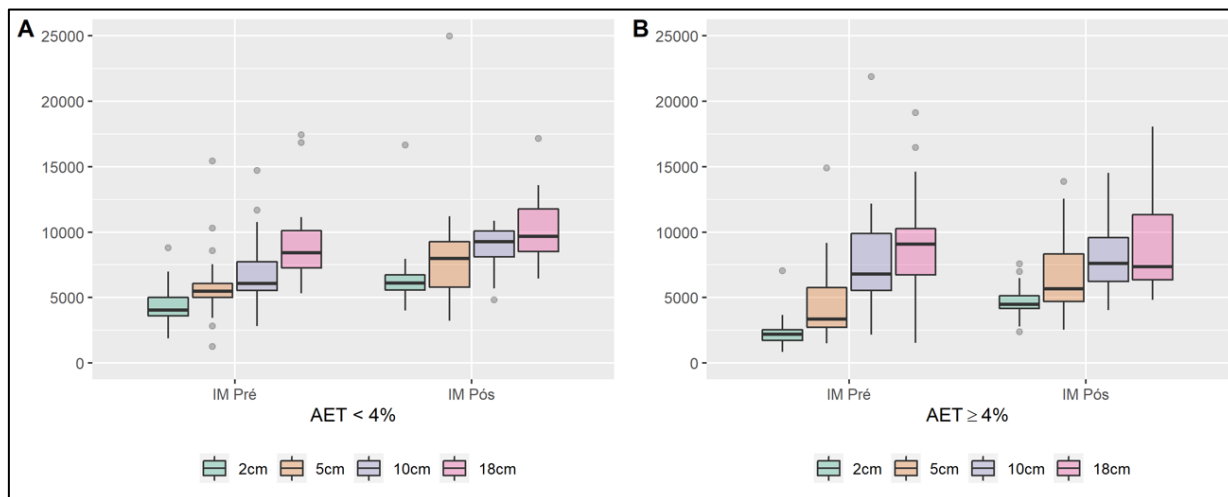 A
25000
20000
15000
10000
5000
0
IM Pré IM Pós
AET < 4%
2cm 5cm 10cm 18cm
B
25000
20000
15000
10000
5000
0
IM Pré IM Pós
AET ≥ 4%
2cm 5cm 10cm 18cm